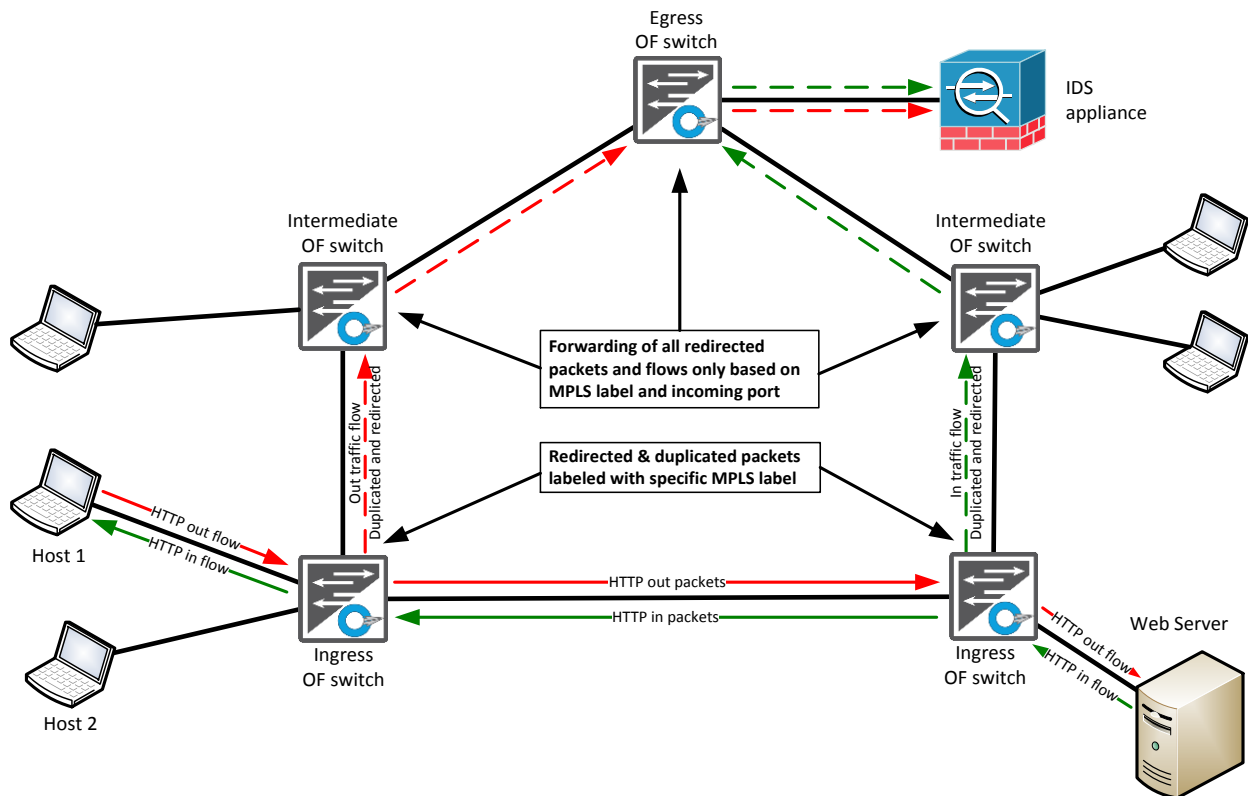 Egress
OF switch
IDS
appliance
Intermediate
OF switch
Intermediate
OF switch
Forwarding of all redirected
packets and flows only based on
MPLS label and incoming port
Out traffic flow
Duplicated and redirected
In traffic flow
Duplicated and redirected
Redirected & duplicated packets
labeled with specific MPLS label
HTTP out flow
HTTP in flow
Host 1
HTTP out packets
HTTP in packets
HTTP out flow
HTTP in flow
Web Server
Ingress
OF switch
Ingress
OF switch
Host 2